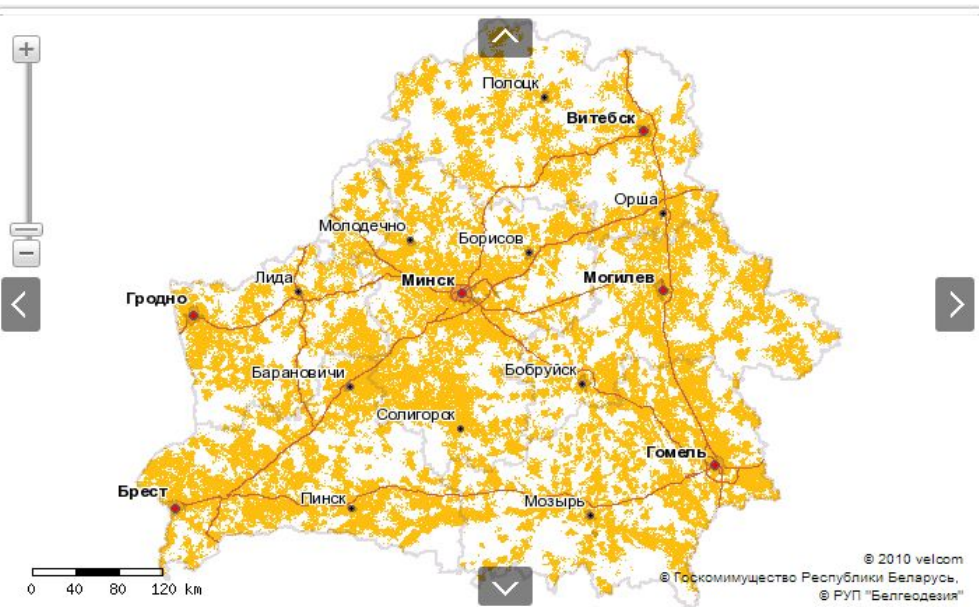 Полоцк
Витебск
Орша
Молодечно
Борисов
Лида
Минск
Могилев
Гродно
Барановичи
Бобруйск
Солигорск
Гомель
Брест
Пинск
Мозырь
0 40 80 120 km
© 2010 velcom
© Госкомимущество Республики Беларусь,
© РУП "Белгеодезия"